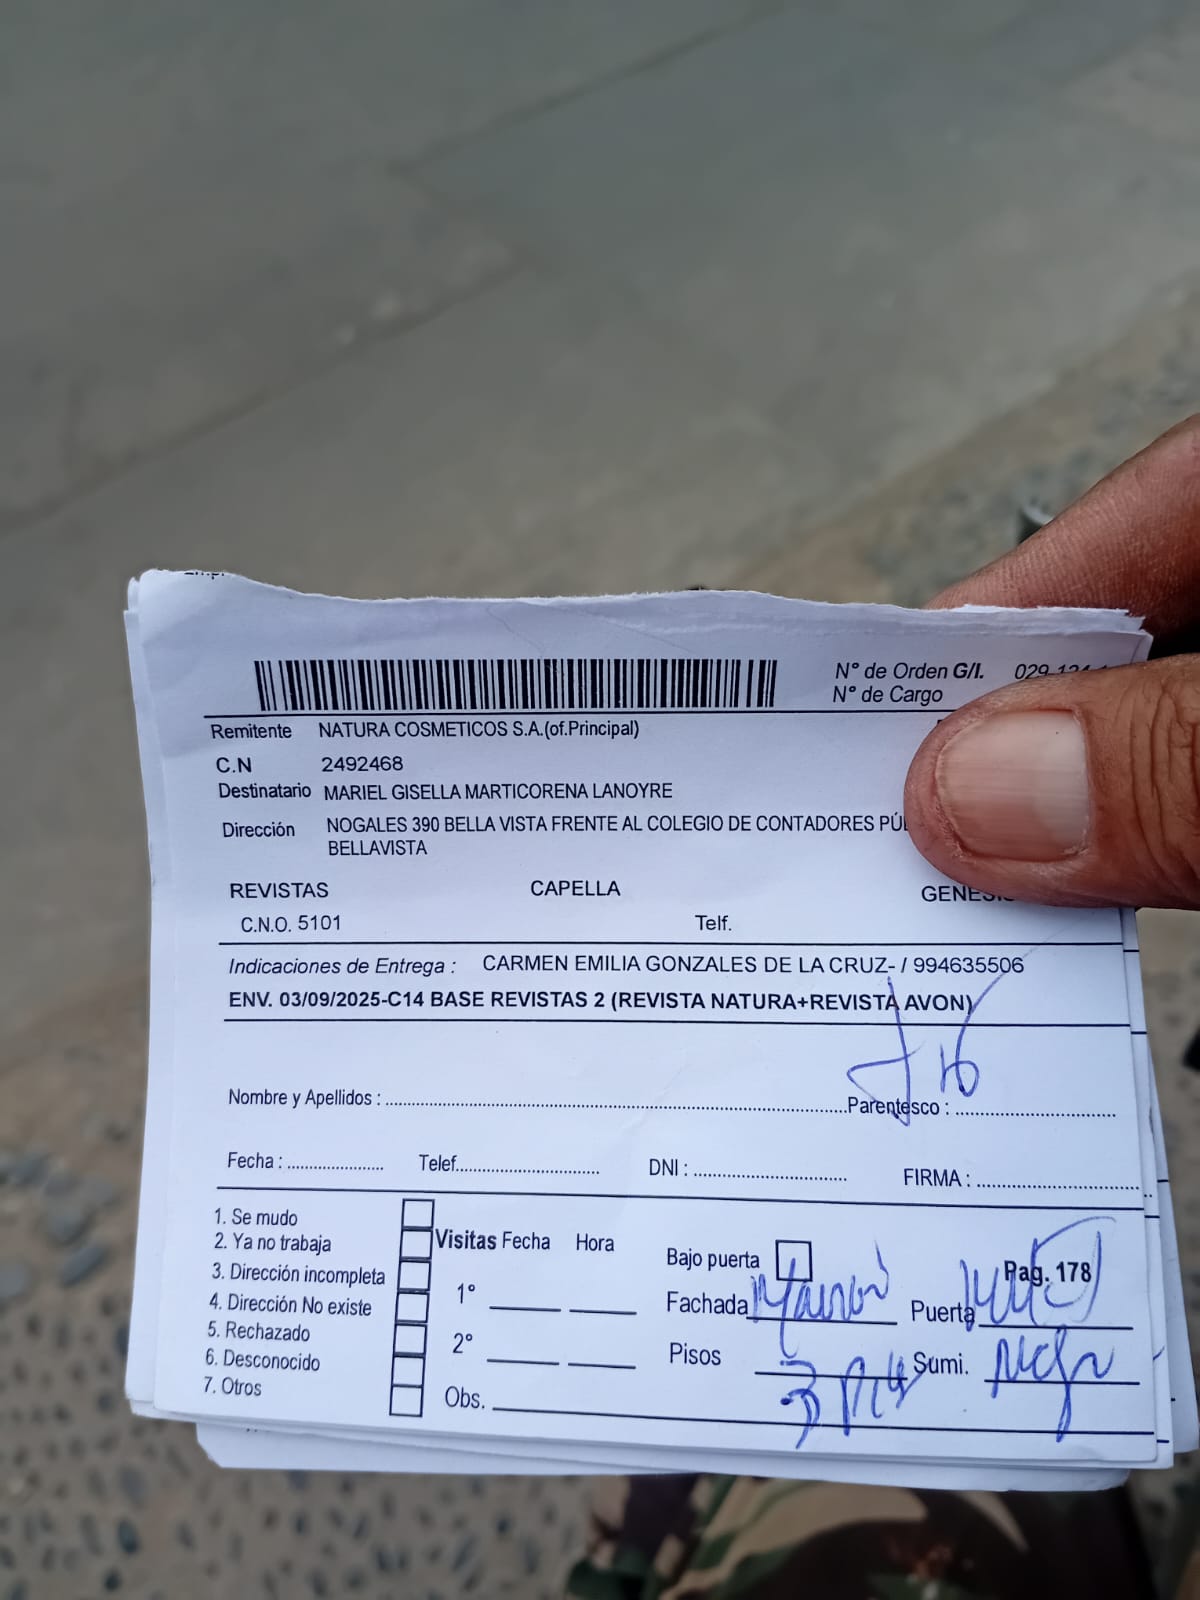 N° de Orden G/I. 029-124-
N° de Cargo
Remitente NATURA COSMETICOS S.A.(of.Principal)
C.N 2492468
Destinatario MARIEL GISELLA MARTICORENA LANOYRE
Dirección NOGALES 390 BELLA VISTA FRENTE AL COLEGIO DE CONTADORES
BELLAVISTA
REVISTAS CAPELLA
C.N.O. 5101 Telf.
Indicaciones de Entrega : CARMEN EMILIA GONZALES DE LA CRUZ- / 994635506
ENV. 03/09/2025-C14 BASE REVISTAS 2 (REVISTA NATURA+REVISTA AVON)
Nombre y Apellidos : Parentesco :
Fecha : Telef. DNI : FIRMA :
1. Se mudo
2. Ya no trabaja
3. Dirección incompleta
4. Dirección No existe
5. Rechazado
6. Desconocido
7. Otros
Visitas Fecha Hora
1°
2°
Obs.
Bajo puerta Pag. 178
Fachada Puerta
Pisos 3 Sumi.